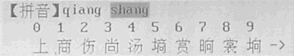 【拼音】qiang shang
0 1 2 3 4 5 6 7 8 9
上 商 伤 尚 汤 墒 赏 晌 裳 垧 ->